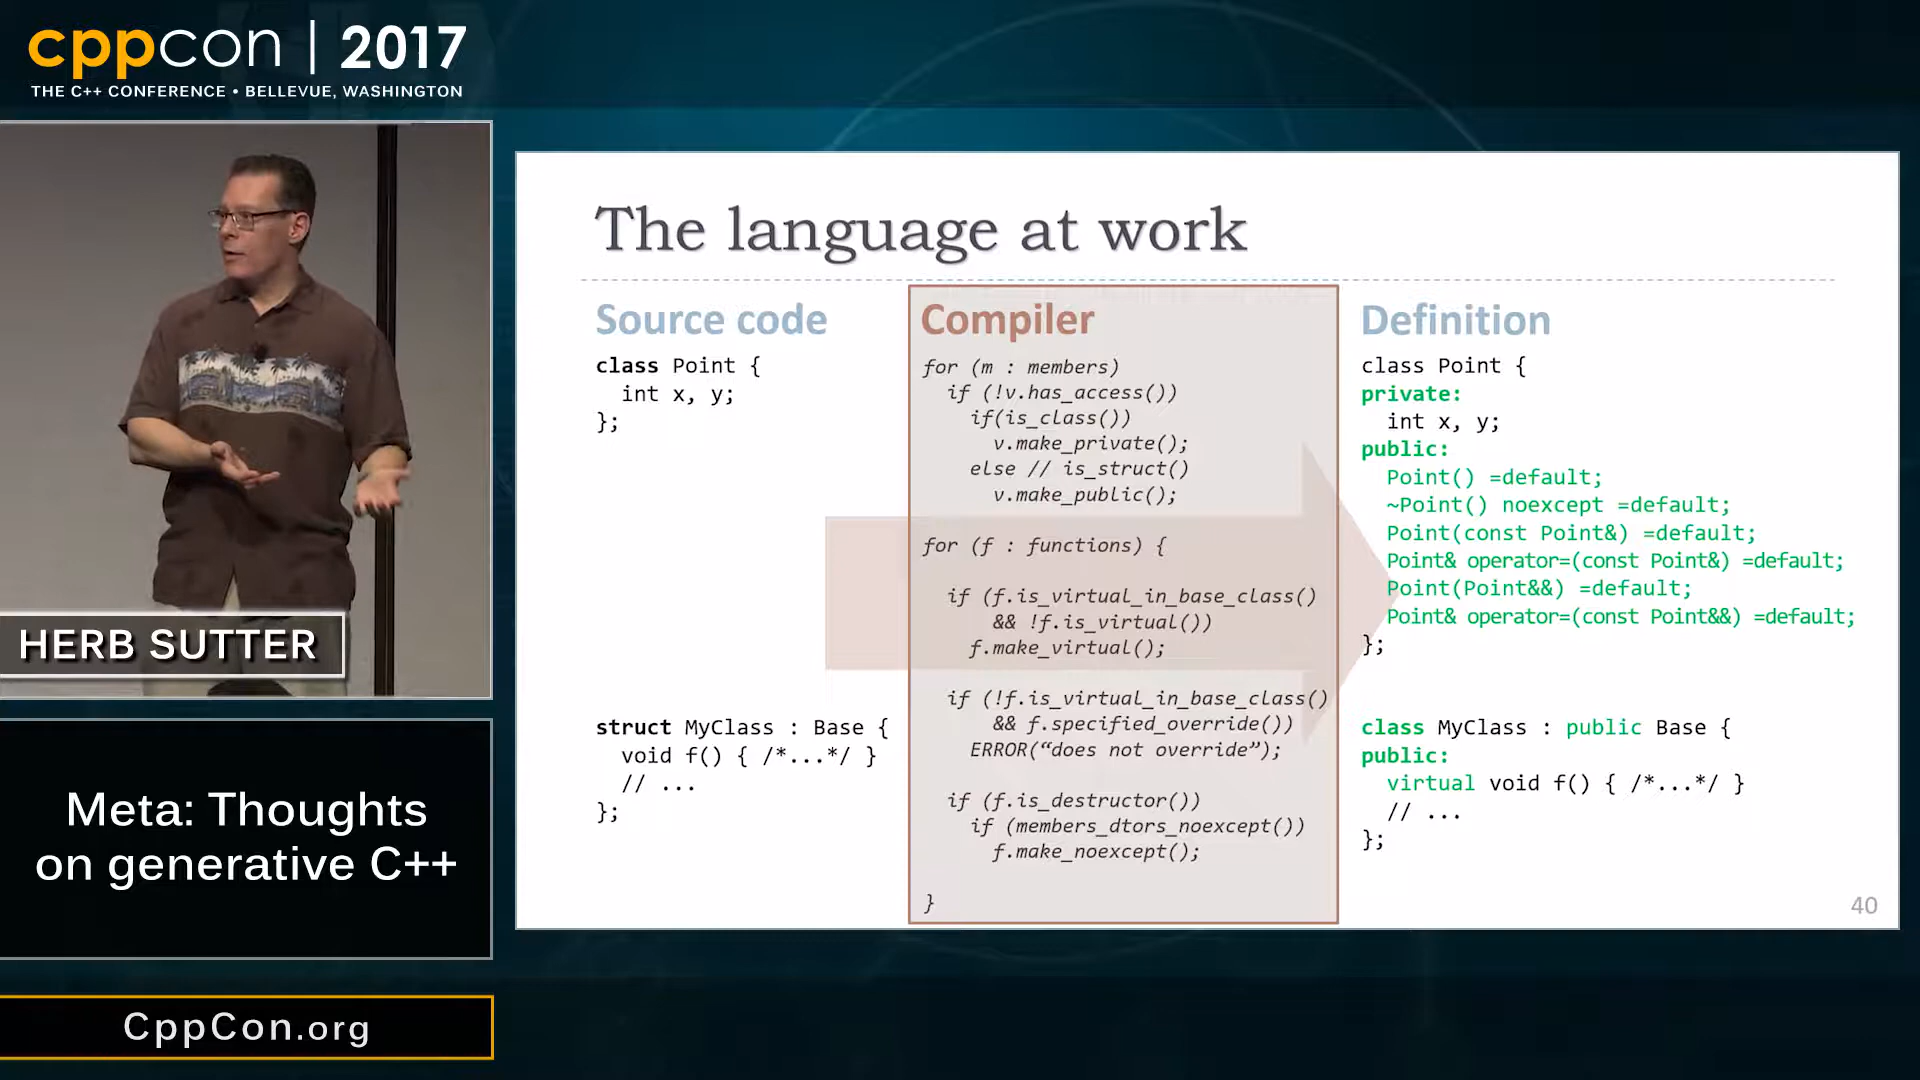 cppcon | 2017
THE C++ CONFERENCE • BELLEVUE, WASHINGTON
HERB SUTTER
Meta: Thoughts
on generative C++
CppCon.org
The language at work
Source code
class Point {
int x, y;
};
struct MyClass : Base {
void f() { /*...*/ }
// ...
};
Compiler
for (m : members)
if (!v.has_access())
if(is_class())
v.make_private();
else // is_struct()
v.make_public();
for (f : functions) {
if (f.is_virtual_in_base_class()
&& !f.is_virtual())
f.make_virtual();
if (!f.is_virtual_in_base_class()
&& f.specified_override())
ERROR(“does not override”);
if (f.is_destructor())
if (members_dtors_noexcept())
f.make_noexcept();
}
Definition
class Point {
private:
int x, y;
public:
Point() =default;
~Point() noexcept =default;
Point(const Point&) =default;
Point& operator=(const Point&) =default;
Point(Point&&) =default;
Point& operator=(const Point&&) =default;
};
class MyClass : public Base {
public:
virtual void f() { /*...*/ }
// ...
};
40